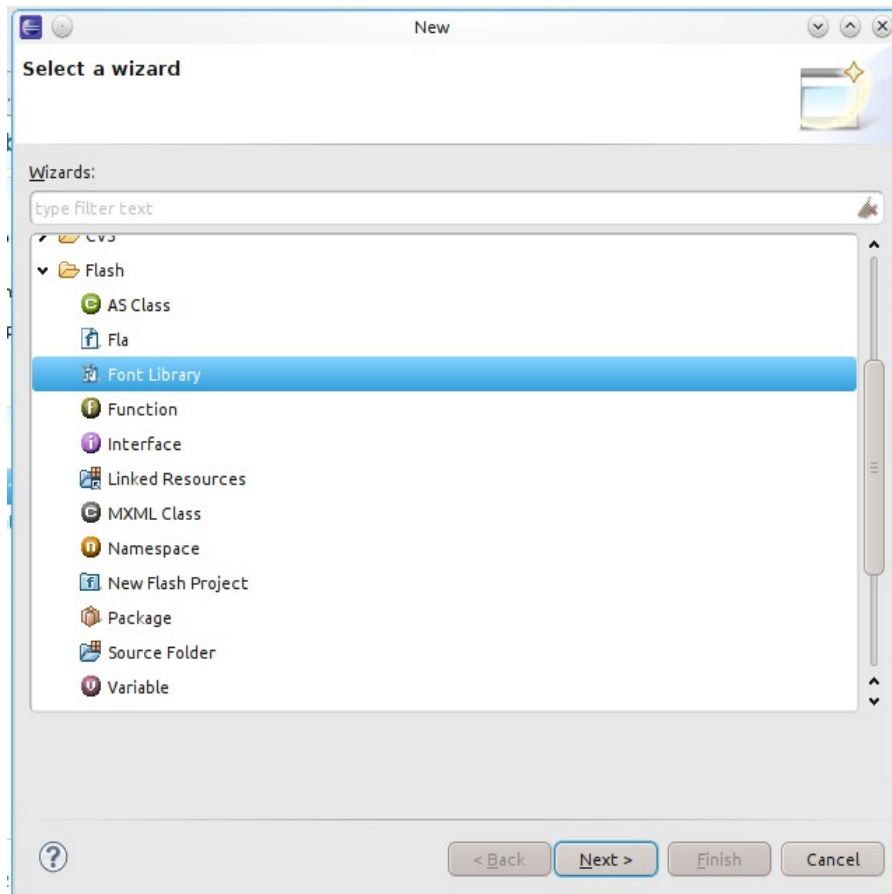 New
Select a wizard
Wizards:
type filter text
CVS
Flash
AS Class
Fla
Font Library
Function
Interface
Linked Resources
MXML Class
Namespace
New Flash Project
Package
Source Folder
Variable
< Back Next > Finish Cancel